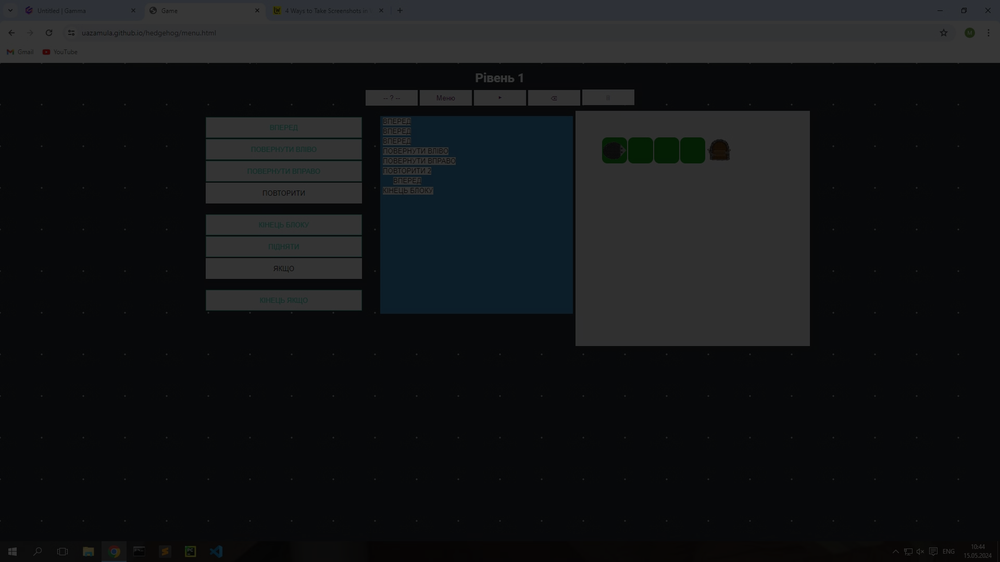 Untitled | Gamma
Game
4 Ways to Take Screenshots in
uazamula.github.io/hedgehog/menu.html
M
Gmail
YouTube
Рівень 1
-- ? --
Меню
ВПЕРЕД
ПОВЕРНУТИ ВЛІВО
ПОВЕРНУТИ ВПРАВО
ПОВТОРИТИ
КІНЕЦЬ БЛОКУ
ПІДНЯТИ
ЯКЩО
КІНЕЦЬ ЯКЩО
ВПЕРЕД
ВПЕРЕД
ВПЕРЕД
ПОВЕРНУТИ ВЛІВО
ПОВЕРНУТИ ВПРАВО
ПОВТОРИТИ 2
ВПЕРЕД
КІНЕЦЬ БЛОКУ
PC
ENG
10:44
15.05.2024